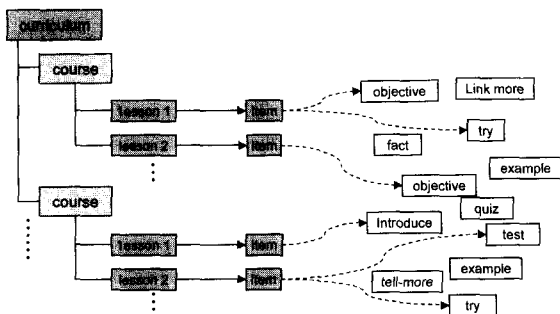 curriculum
course
lesson 1
item
objective
Link more
try
lesson 2
item
fact
example
objective
quiz
course
Introduce
test
lesson 1
item
example
lesson 2
item
tell-more
try